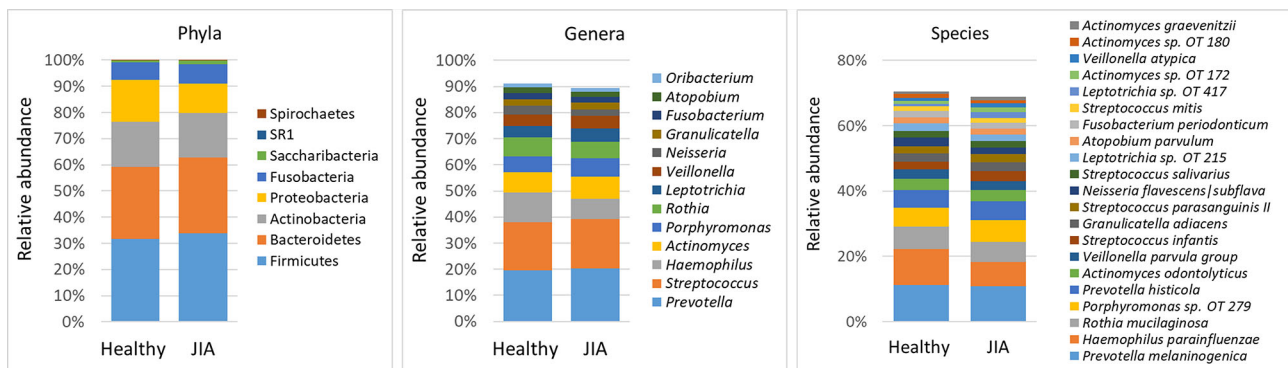 Phyla
Relative abundance
100%
90%
80%
70%
60%
50%
40%
30%
20%
10%
0%
Healthy
JIA
Spirochaetes
SR1
Saccharibacteria
Fusobacteria
Proteobacteria
Actinobacteria
Bacteroidetes
Firmicutes
Genera
Relative abundance
100%
90%
80%
70%
60%
50%
40%
30%
20%
10%
0%
Healthy
JIA
Oribacterium
Atopobium
Fusobacterium
Granulicatella
Neisseria
Veillonella
Leptotrichia
Rothia
Porphyromonas
Actinomyces
Haemophilus
Streptococcus
Prevotella
Species
Relative abundance
80%
60%
40%
20%
0%
Healthy
JIA
Actinomyces graevenitzii
Actinomyces sp. OT 180
Veillonella atypica
Actinomyces sp. OT 172
Leptotrichia sp. OT 417
Streptococcus mitis
Fusobacterium periodonticum
Atopobium parvulum
Leptotrichia sp. OT 215
Streptococcus salivarius
Neisseria flavescens|subflava
Streptococcus parasanguinis II
Granulicatella adiacens
Streptococcus infantis
Veillonella parvula group
Actinomyces odontolyticus
Prevotella histicola
Porphyromonas sp. OT 279
Rothia mucilaginosa
Haemophilus parainfluenzae
Prevotella melaninogenica